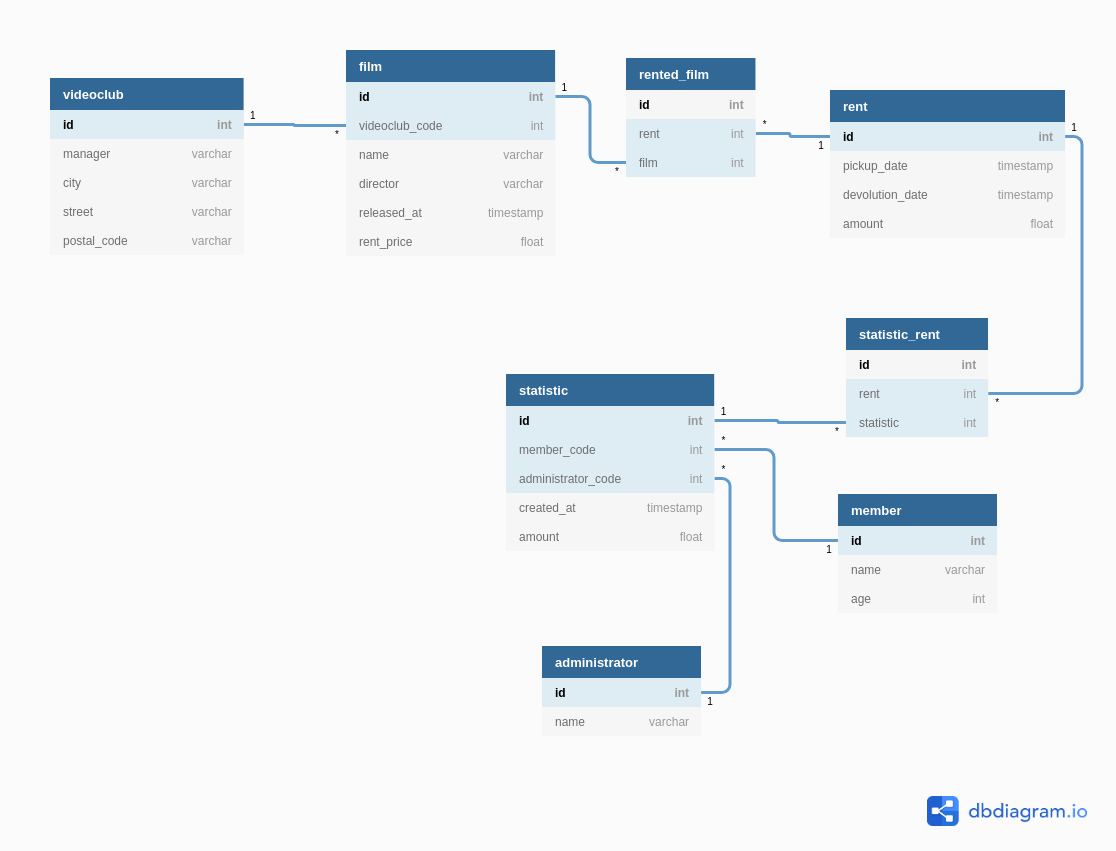 videoclub
id int
manager varchar
city varchar
street varchar
postal_code varchar
1
*
film
id int
videoclub_code int
name varchar
director varchar
released_at timestamp
rent_price float
1
*
rented_film
id int
rent int
film int
*
1
rent
id int
pickup_date timestamp
devolution_date timestamp
amount float
1
*
statistic_rent
id int
rent int
statistic int
statistic
id int
member_code int
administrator_code int
created_at timestamp
amount float
1
*
*
*
1
member
id int
name varchar
age int
administrator
id int
name varchar
1
dbdiagram.io